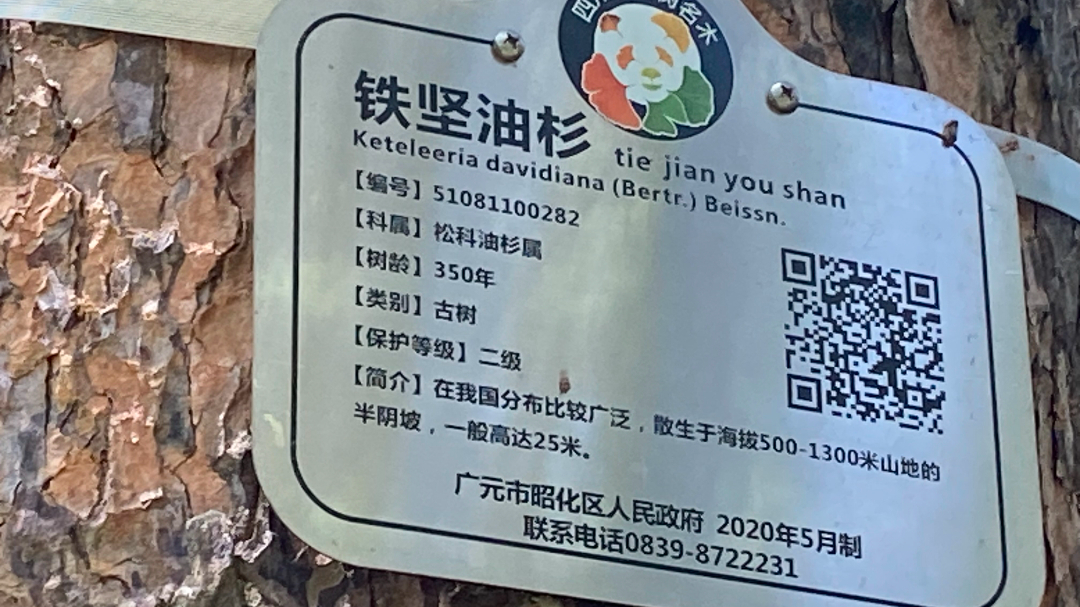 四
名木
铁坚油杉 tie jian you shan
Keteleeria davidiana (Bertr.) Beissn.
【编号】51081100282
【科属】松科油杉属
【树龄】350年
【类别】古树
【保护等级】二级
【简介】在我国分布比较广泛，散生于海拔500-1300米山地的
半阴坡，一般高达25米。
广元市昭化区人民政府 2020年5月制
联系电话0839-8722231